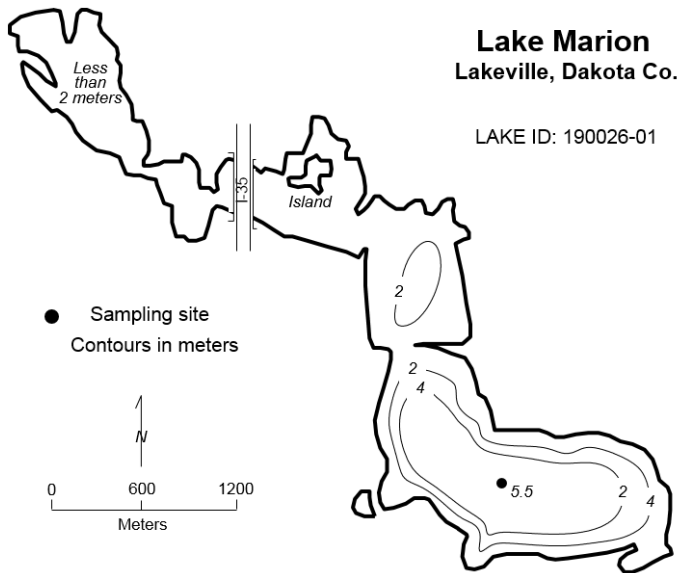 Lake Marion
Lakeville, Dakota Co.
LAKE ID: 190026-01
Less
than
2 meters
I-35
Island
2
Sampling site
Contours in meters
2
4
N
0 600 1200
Meters
5.5
2
4